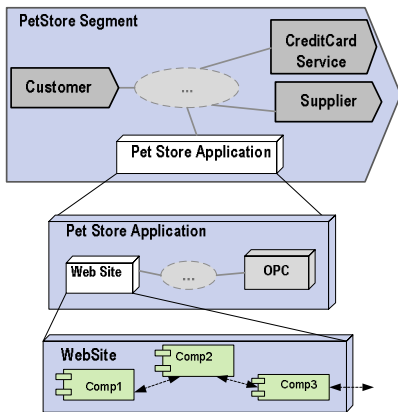 PetStore Segment
CreditCard
Service
Customer
...
Supplier
Pet Store Application
Pet Store Application
Web Site
...
OPC
WebSite
Comp2
Comp1
Comp3